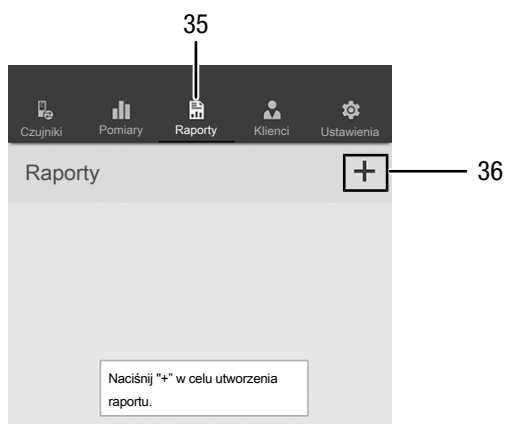 35
Czujniki Pomiary Raporty Klienci Ustawienia
Raporty
36
Naciśnij "+" w celu utworzenia
raportu.